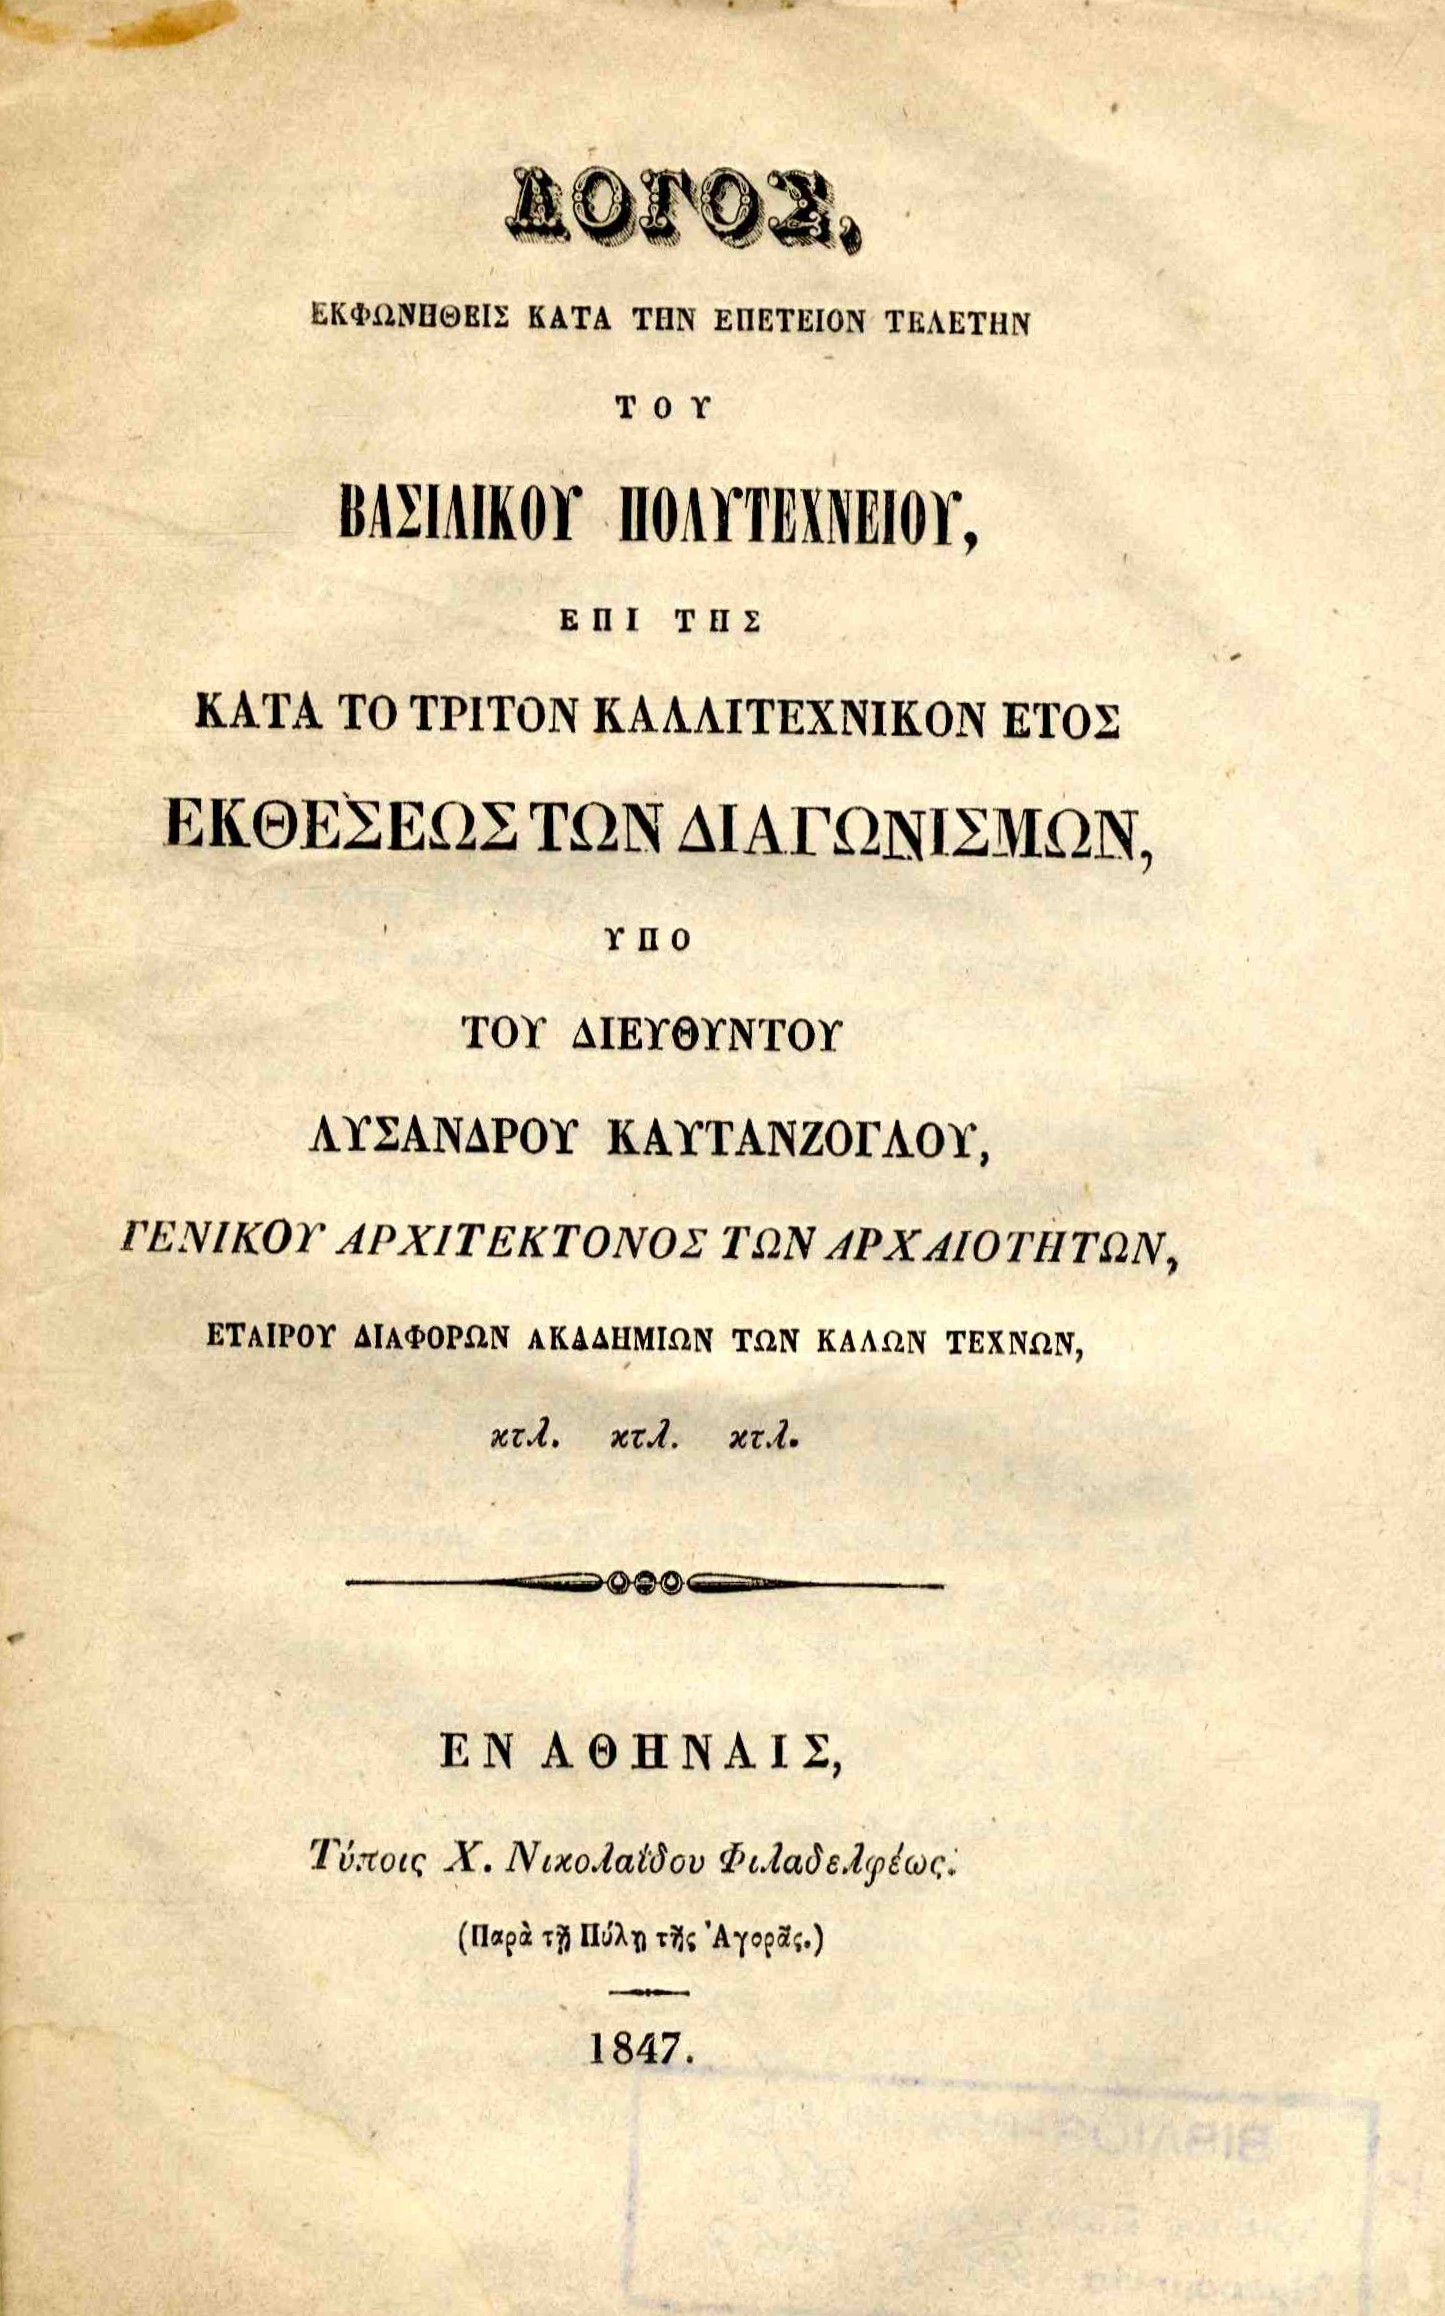 ΛΟΓΟΣ,
ΕΚΦΩΝΗΘΕΙΣ ΚΑΤΑ ΤΗΝ ΕΠΕΤΕΙΟΝ ΤΕΛΕΤΗΝ
ΤΟΥ
ΒΑΣΙΛΙΚΟΥ ΠΟΛΥΤΕΧΝΕΙΟΥ,
ΕΠΙ ΤΗΣ
ΚΑΤΑ ΤΟ ΤΡΙΤΟΝ ΚΑΛΛΙΤΕΧΝΙΚΟΝ ΕΤΟΣ
ΕΚΘΕΣΕΩΣ ΤΩΝ ΔΙΑΓΩΝΙΣΜΩΝ,
ΥΠΟ
ΤΟΥ ΔΙΕΥΘΥΝΤΟΥ
ΛΥΣΑΝΔΡΟΥ ΚΑΥΤΑΝΖΟΓΛΟΥ,
ΓΕΝΙΚΟΥ ΑΡΧΙΤΕΚΤΟΝΟΣ ΤΩΝ ΑΡΧΑΙΟΤΗΤΩΝ,
ΕΤΑΙΡΟΥ ΔΙΑΦΟΡΩΝ ΑΚΑΔΗΜΙΩΝ ΤΩΝ ΚΑΛΩΝ ΤΕΧΝΩΝ,
κτλ. κτλ. κτλ.
ΕΝ ΑΘΗΝΑΙΣ,
Τύποις Χ. Νικολαΐδου Φιλαδελφέως.
(Παρὰ τῇ Πύλῃ τῆς Ἀγορᾶς.)
1847.